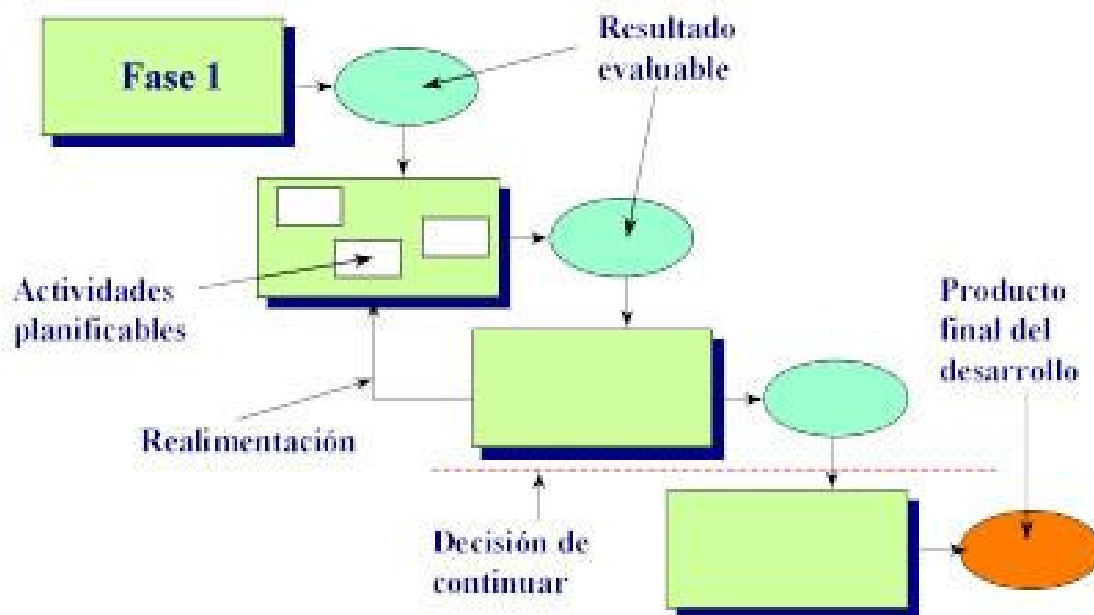 Fase 1
Resultado
evaluable
Actividades
planificables
Realimentación
Decisión de
continuar
Producto
final del
desarrollo